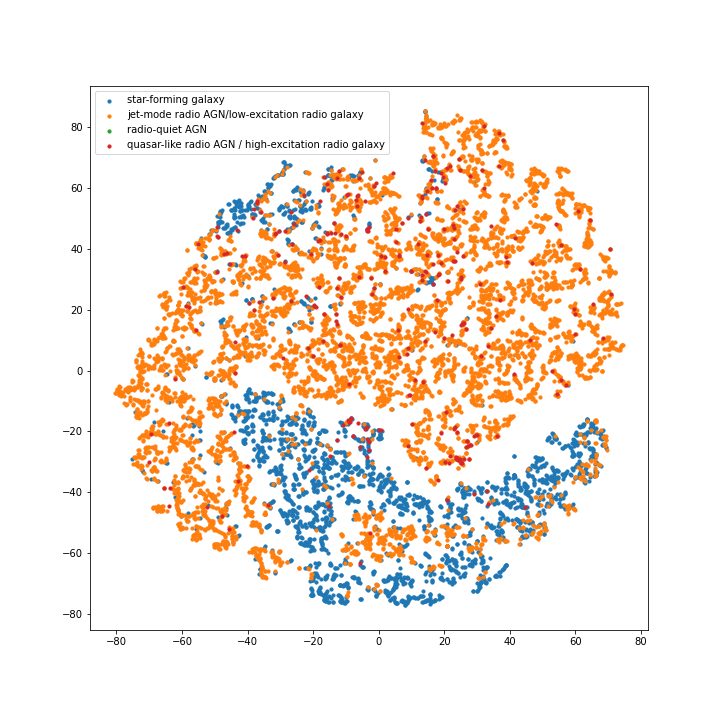 star-forming galaxy
jet-mode radio AGN/low-excitation radio galaxy
radio-quiet AGN
quasar-like radio AGN / high-excitation radio galaxy
80
60
40
20
0
−20
−40
−60
−80
−80 −60 −40 −20 0 20 40 60 80